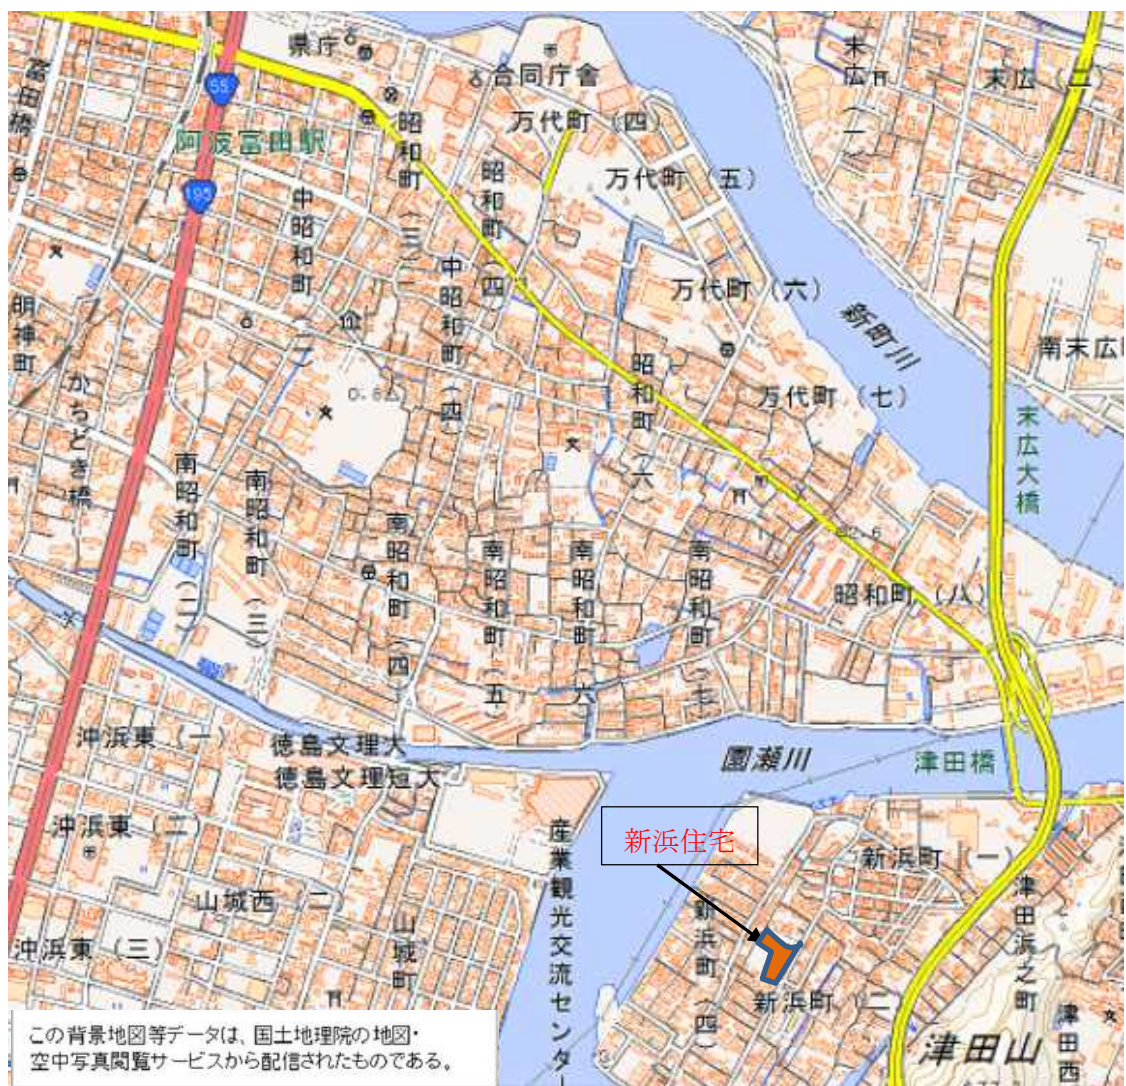 県庁
合同庁舎
末広(一)
末広(二)
富田橋
55
阿波富田駅
195
昭和町(三)
万代町(四)
昭和町(四)
万代町(五)
中昭和町(二)
中昭和町(四)
万代町(六)
新町川
南末広町
明神町
かちどき橋
0.6
昭和町(六)
万代町(七)
末広大橋
南昭和町(二)
南昭和町(三)
南昭和町(四)
南昭和町(五)
南昭和町 六
南昭和町(七)
昭和町(八)
沖浜東(一)
徳島文理大
徳島文理短大
園瀬川
津田橋
沖浜東(二)
新浜住宅
新浜町(一)
産業観光交流センター
山城西 二
山城町
沖浜東(三)
新浜町(四)
新浜町(二)
津田浜之町
津田山
津田西
この背景地図等データは、国土地理院の地図・
空中写真閲覧サービスから配信されたものである。